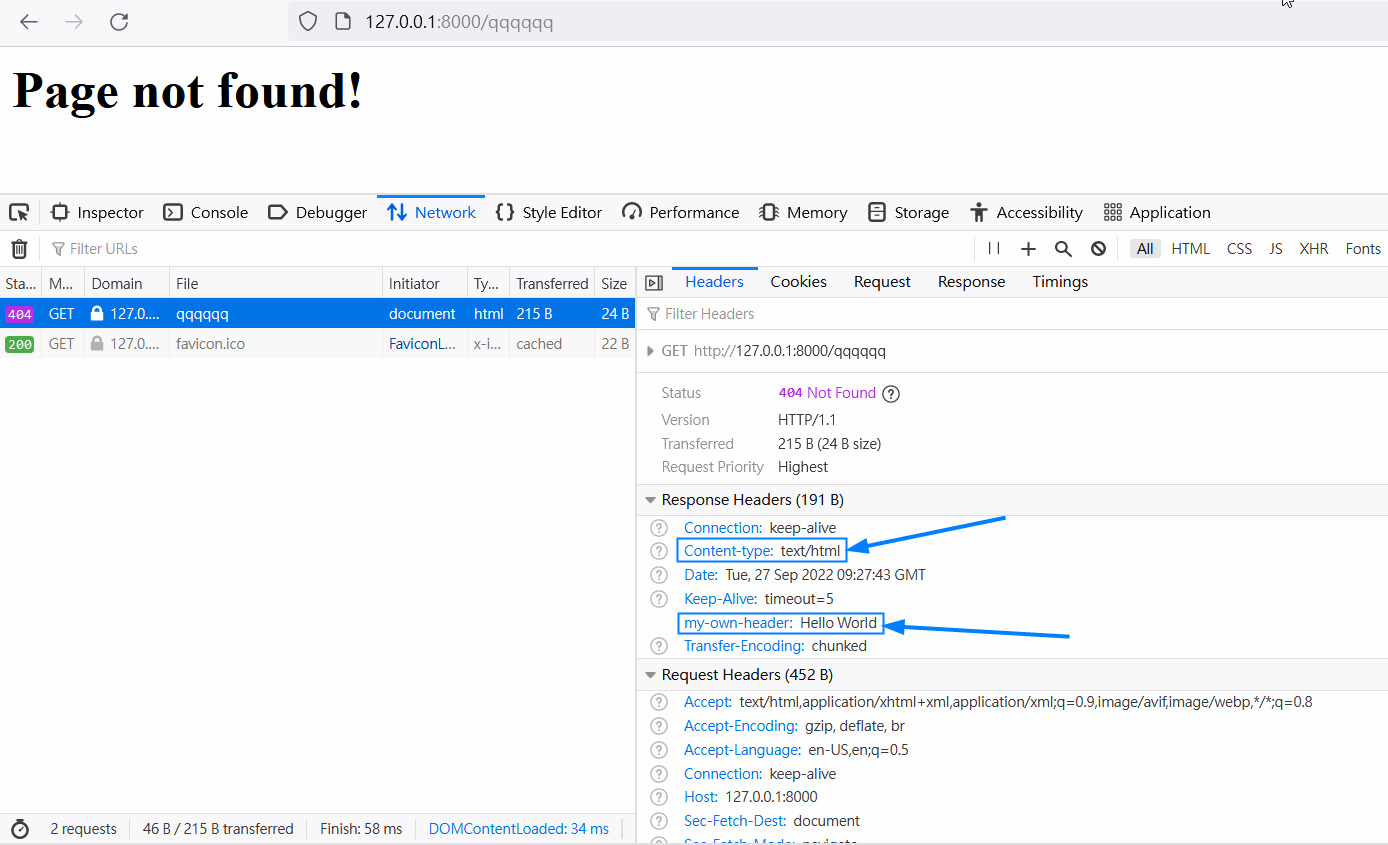 127.0.0.1:8000/qqqqqq
Page not found!
Inspector Console Debugger Network Style Editor Performance Memory Storage Accessibility Application
Filter URLs All HTML CSS JS XHR Fonts
Sta... M... Domain File Initiator Ty... Transferred Size
404 GET 127.0.... qqqqqq document html 215 B 24 B
200 GET 127.0.... favicon.ico FaviconL... x-i... cached 22 B
Headers Cookies Request Response Timings
Filter Headers
GET http://127.0.0.1:8000/qqqqqq
Status 404 Not Found ?
Version HTTP/1.1
Transferred 215 B (24 B size)
Request Priority Highest
Response Headers (191 B)
? Connection: keep-alive
? Content-type: text/html
? Date: Tue, 27 Sep 2022 09:27:43 GMT
? Keep-Alive: timeout=5
my-own-header: Hello World
? Transfer-Encoding: chunked
Request Headers (452 B)
? Accept: text/html,application/xhtml+xml,application/xml;q=0.9,image/avif,image/webp,*/*;q=0.8
? Accept-Encoding: gzip, deflate, br
? Accept-Language: en-US,en;q=0.5
? Connection: keep-alive
? Host: 127.0.0.1:8000
? Sec-Fetch-Dest: document
? Sec-Fetch-Mode: navigate
2 requests 46 B / 215 B transferred Finish: 58 ms DOMContentLoaded: 34 ms